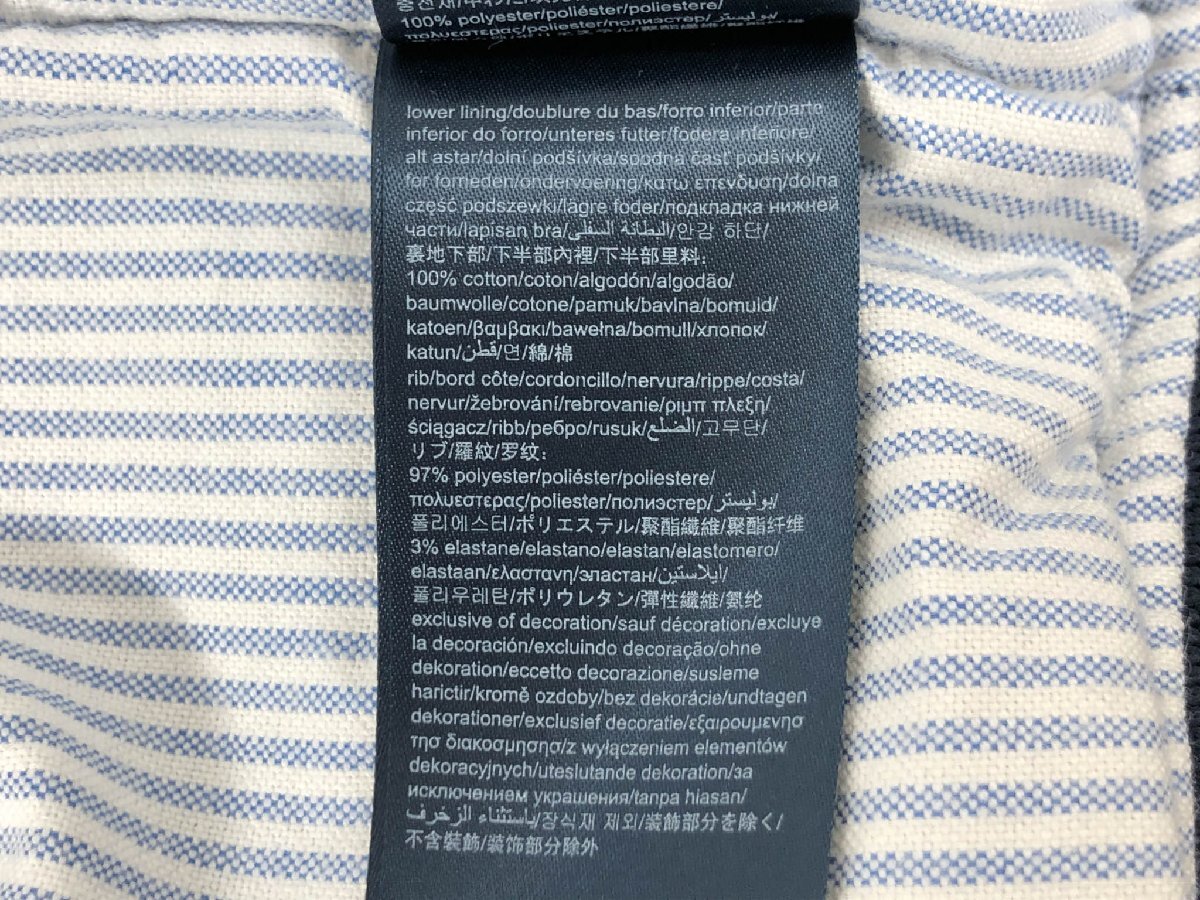 100% polyester/poliéster/poliestere/
πολυεστερας/poliester/полиэстер/بوليستر/
lower lining/doublure du bas/forro inferior/parte
inferior do forro/unteres futter/fodera inferiore/
alt astar/dolní podšívka/spodna časť podšívky/
for forneden/ondervoering/κατω επενδυση/dolna
część podszewki/lagre foder/подкладка нижней
части/lapisan bra/البطانة السفلى/안감 하단/
裏地下部/下半部內裡/下半部里料:
100% cotton/coton/algodón/algodão/
baumwolle/cotone/pamuk/bavlna/bomuld/
katoen/βαμβακι/bawełna/bomull/хлопок/
katun/قطن/면/綿/棉
rib/bord côte/cordoncillo/nervura/rippe/costa/
nervur/žebrování/rebrovanie/ριμπ πλεξη/
ściągacz/ribb/ребро/rusuk/الضلع/고무단/
リブ/羅紋/罗纹:
97% polyester/poliéster/poliestere/
πολυεστερας/poliester/полиэстер/بوليستر/
폴리에스터/ポリエステル/聚酯纖維/聚酯纤维
3% elastane/elastano/elastan/elastomero/
elastaan/ελαστανη/эластан/إيلاستين/
폴리우레탄/ポリウレタン/彈性纖維/氨纶
exclusive of decoration/sauf décoration/excluye
la decoración/excluindo decoração/ohne
dekoration/eccetto decorazione/susleme
harictir/kromě ozdoby/bez dekorácie/undtagen
dekorationer/exclusief decoratie/εξαιρουμενησ
τησ διακοσμησησ/z wyłączeniem elementów
dekoracyjnych/uteslutande dekoration/за
исключением украшения/tanpa hiasan/
باستثناء الزخرف/장식재 제외/装飾部分を除く/
不含裝飾/装饰部分除外